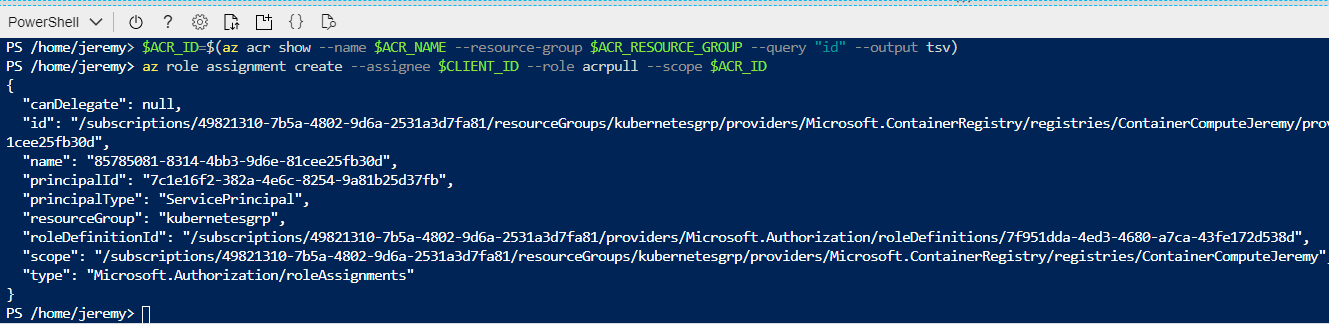 PowerShell
PS /home/jeremy> $ACR_ID=$(az acr show --name $ACR_NAME --resource-group $ACR_RESOURCE_GROUP --query "id" --output tsv)
PS /home/jeremy> az role assignment create --assignee $CLIENT_ID --role acrpull --scope $ACR_ID
{
  "canDelegate": null,
  "id": "/subscriptions/49821310-7b5a-4802-9d6a-2531a3d7fa81/resourceGroups/kubernetesgrp/providers/Microsoft.ContainerRegistry/registries/ContainerComputeJeremy/prov
1cee25fb30d",
  "name": "85785081-8314-4bb3-9d6e-81cee25fb30d",
  "principalId": "7c1e16f2-382a-4e6c-8254-9a81b25d37fb",
  "principalType": "ServicePrincipal",
  "resourceGroup": "kubernetesgrp",
  "roleDefinitionId": "/subscriptions/49821310-7b5a-4802-9d6a-2531a3d7fa81/providers/Microsoft.Authorization/roleDefinitions/7f951dda-4ed3-4680-a7ca-43fe172d538d",
  "scope": "/subscriptions/49821310-7b5a-4802-9d6a-2531a3d7fa81/resourceGroups/kubernetesgrp/providers/Microsoft.ContainerRegistry/registries/ContainerComputeJeremy",
  "type": "Microsoft.Authorization/roleAssignments"
}
PS /home/jeremy>